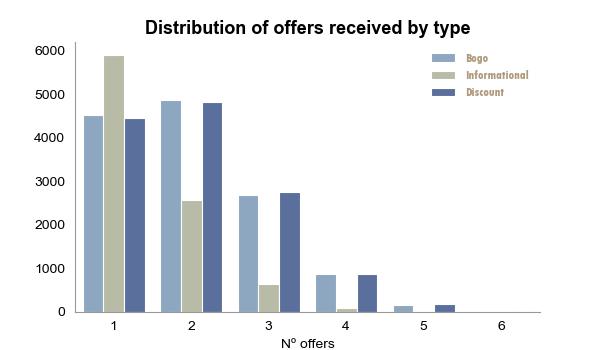 Distribution of offers received by type
6000
5000
4000
3000
2000
1000
0
Bogo
Informational
Discount
1 2 3 4 5 6
Nº offers